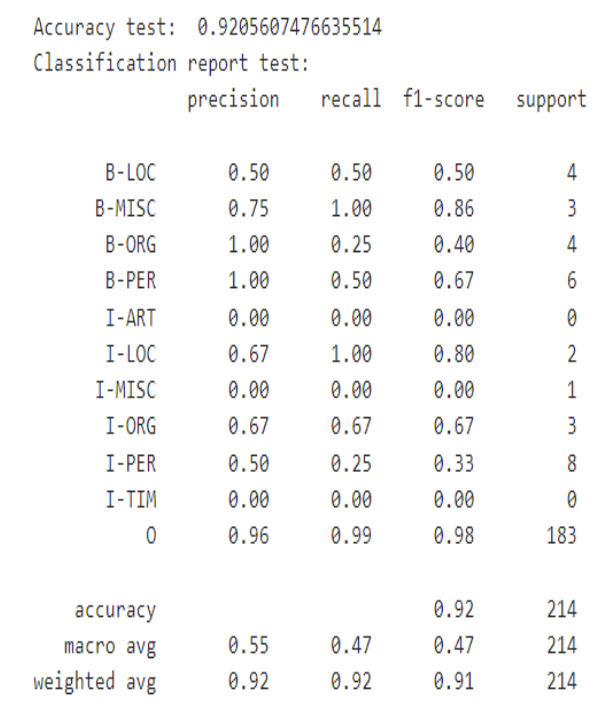 Accuracy test:  0.9205607476635514
Classification report test:
              precision    recall  f1-score   support

       B-LOC       0.50      0.50      0.50         4
      B-MISC       0.75      1.00      0.86         3
       B-ORG       1.00      0.25      0.40         4
       B-PER       1.00      0.50      0.67         6
       I-ART       0.00      0.00      0.00         0
       I-LOC       0.67      1.00      0.80         2
      I-MISC       0.00      0.00      0.00         1
       I-ORG       0.67      0.67      0.67         3
       I-PER       0.50      0.25      0.33         8
       I-TIM       0.00      0.00      0.00         0
           O       0.96      0.99      0.98       183

    accuracy                           0.92       214
   macro avg       0.55      0.47      0.47       214
weighted avg       0.92      0.92      0.91       214